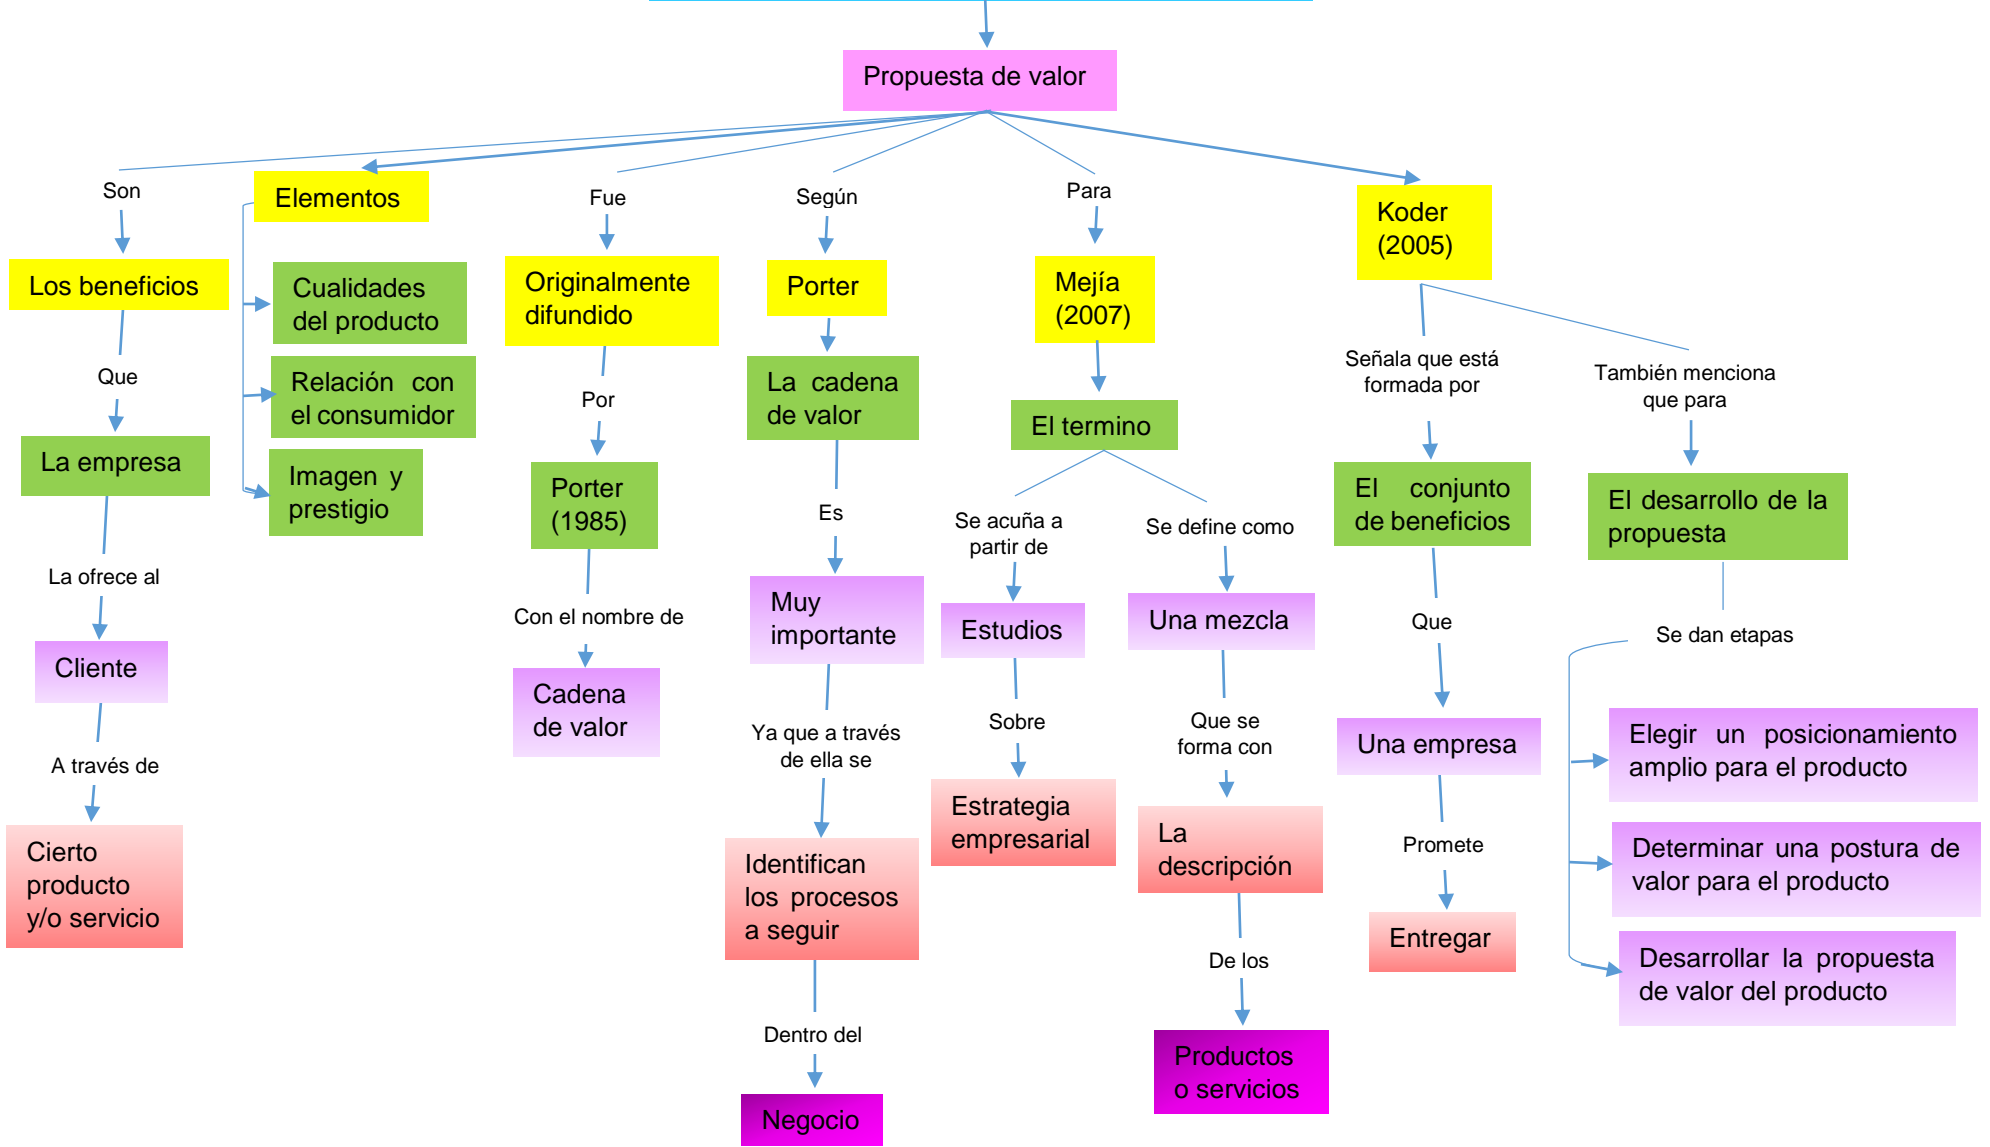 Propuesta de valor
Son
Los beneficios
Que
La empresa
La ofrece al
Cliente
A través de
Cierto
producto
y/o servicio
Elementos
Cualidades
del producto
Relación con
el consumidor
Imagen y
prestigio
Fue
Originalmente
difundido
Por
Porter
(1985)
Con el nombre de
Cadena
de valor
Según
Porter
La cadena
de valor
Es
Muy
importante
Ya que a través
de ella se
Identifican
los procesos
a seguir
Dentro del
Negocio
Para
Mejía
(2007)
El termino
Se acuña a
partir de
Estudios
Sobre
Estrategia
empresarial
Se define como
Una mezcla
Que se
forma con
La
descripción
De los
Productos
o servicios
Koder
(2005)
Señala que está
formada por
El conjunto
de beneficios
Que
Una empresa
Promete
Entregar
También menciona
que para
El desarrollo de la
propuesta
Se dan etapas
Elegir un posicionamiento
amplio para el producto
Determinar una postura de
valor para el producto
Desarrollar la propuesta
de valor del producto